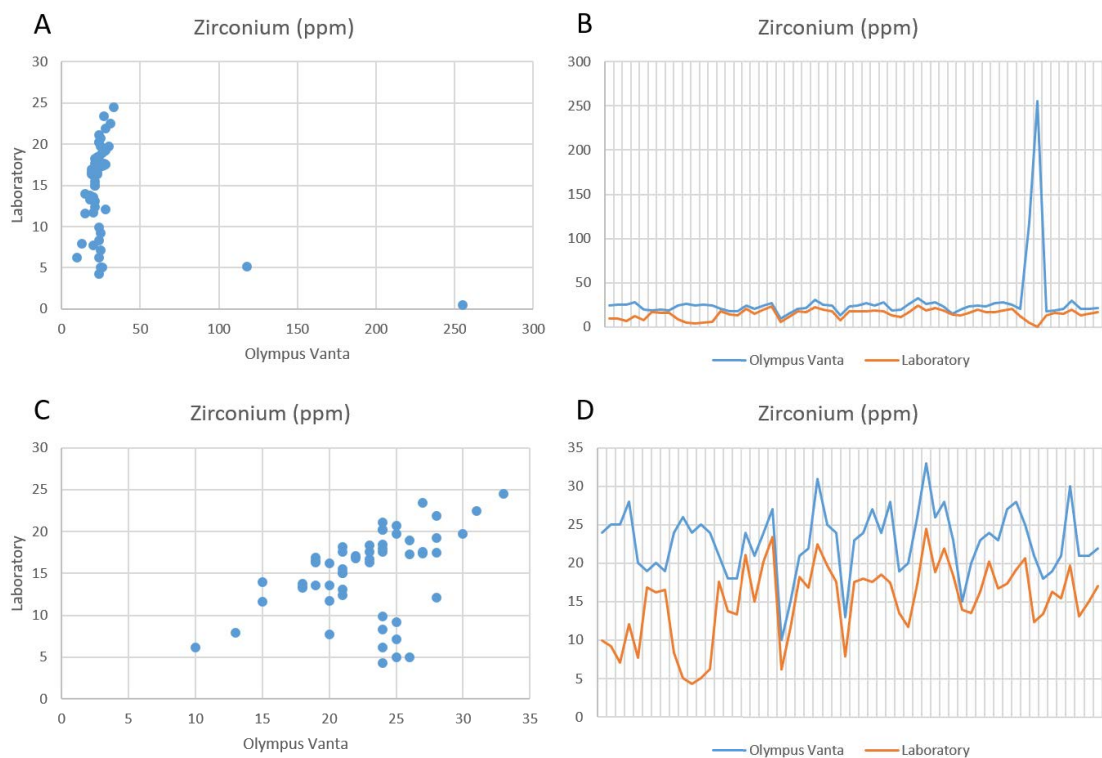 A
Zirconium (ppm)
30
25
20
15
10
5
0
Laboratory
0 50 100 150 200 250 300
Olympus Vanta
B
Zirconium (ppm)
300
250
200
150
100
50
0
Olympus Vanta Laboratory
C
Zirconium (ppm)
30
25
20
15
10
5
0
Laboratory
0 5 10 15 20 25 30 35
Olympus Vanta
D
Zirconium (ppm)
35
30
25
20
15
10
5
0
Olympus Vanta Laboratory